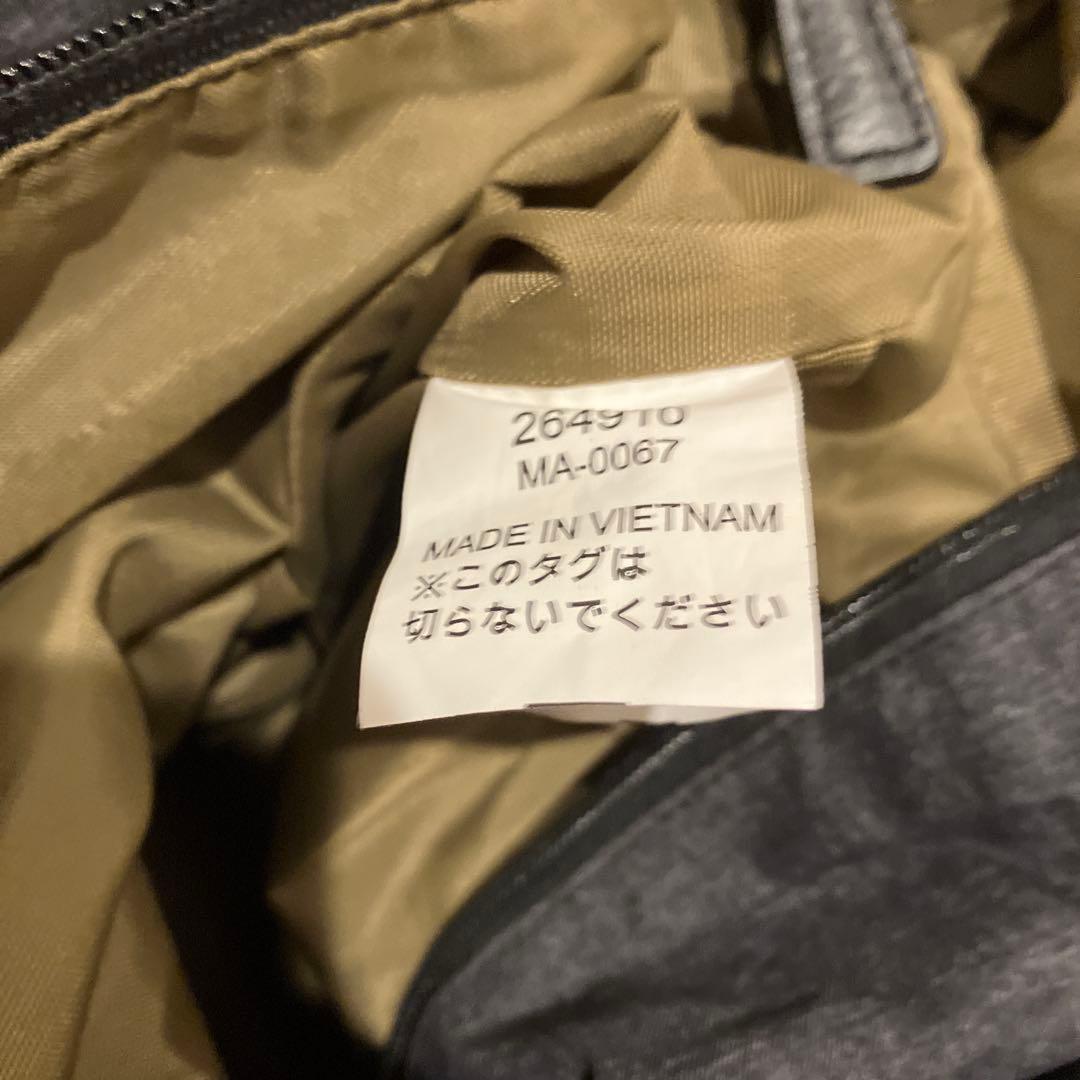 264916
MA-0067
MADE IN VIETNAM
※このタグは
切らないでください